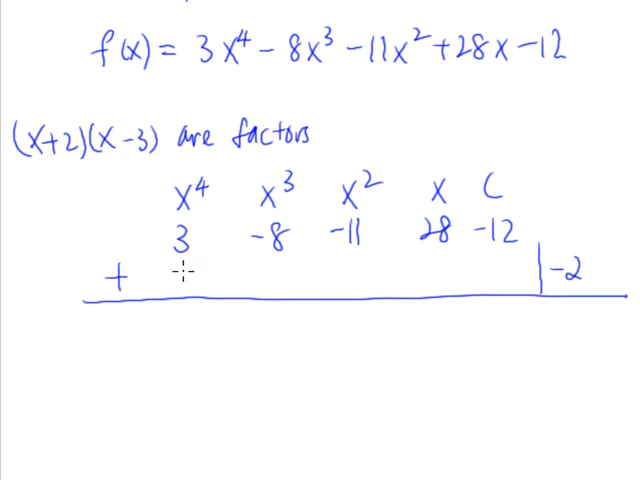 f(x) = 3x⁴ - 8x³ - 11x² + 28x - 12
(x+2)(x-3) are factors
x⁴ x³ x² x C
3 -8 -11 28 -12
+ |-2